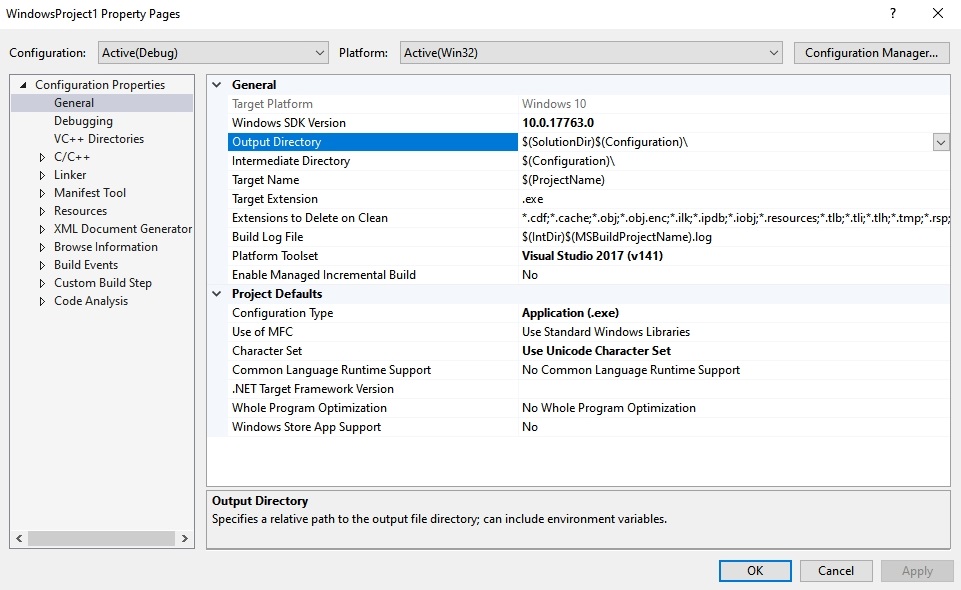 WindowsProject1 Property Pages
? 
Configuration: Active(Debug) Platform: Active(Win32) Configuration Manager...
Configuration Properties
General
Debugging
VC++ Directories
C/C++
Linker
Manifest Tool
Resources
XML Document Generator
Browse Information
Build Events
Custom Build Step
Code Analysis
General
Target Platform Windows 10
Windows SDK Version 10.0.17763.0
Output Directory $(SolutionDir)$(Configuration)\
Intermediate Directory $(Configuration)\
Target Name $(ProjectName)
Target Extension .exe
Extensions to Delete on Clean *.cdf;*.cache;*.obj;*.obj.enc;*.ilk;*.ipdb;*.iobj;*.resources;*.tlb;*.tli;*.tlh;*.tmp;*.rsp;
Build Log File $(IntDir)$(MSBuildProjectName).log
Platform Toolset Visual Studio 2017 (v141)
Enable Managed Incremental Build No
Project Defaults
Configuration Type Application (.exe)
Use of MFC Use Standard Windows Libraries
Character Set Use Unicode Character Set
Common Language Runtime Support No Common Language Runtime Support
.NET Target Framework Version
Whole Program Optimization No Whole Program Optimization
Windows Store App Support No
Output Directory
Specifies a relative path to the output file directory; can include environment variables.
OK Cancel Apply